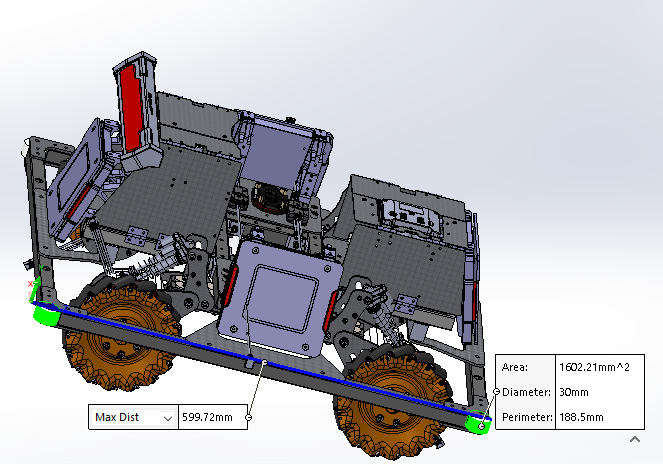 Area: 1602.21mm^2
Diameter: 30mm
Perimeter: 188.5mm
Max Dist 599.72mm